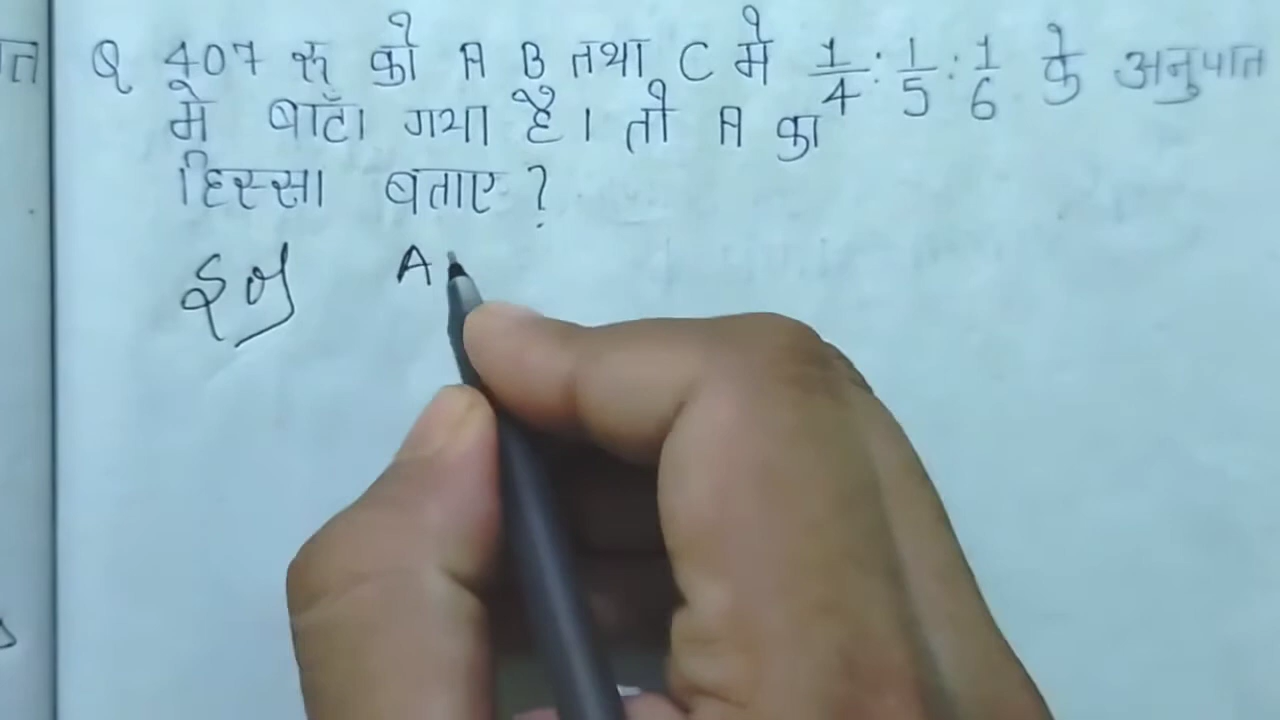 Q 407 रू को A B तथा C मे 1/4 : 1/5 : 1/6 के अनुपात
मे बाँटा गया है। तो A का
हिस्सा बताए ?
Sol A